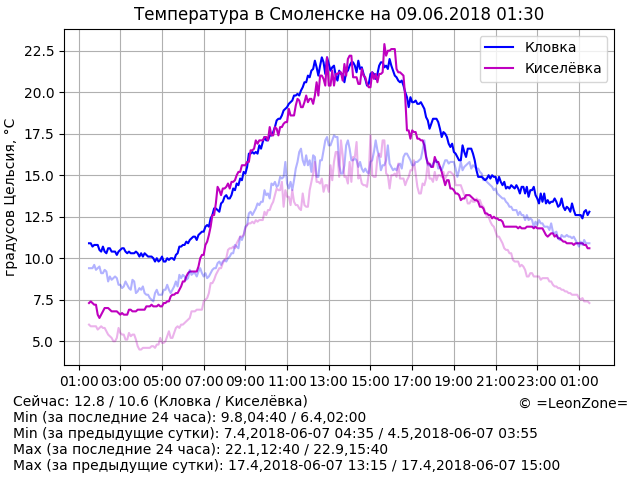 Температура в Смоленске на 09.06.2018 01:30
градусов Цельсия, °C
22.5
20.0
17.5
15.0
12.5
10.0
7.5
5.0
Кловка
Киселёвка
01:00 03:00 05:00 07:00 09:00 11:00 13:00 15:00 17:00 19:00 21:00 23:00 01:00
Сейчас: 12.8 / 10.6 (Кловка / Киселёвка)
© =LeonZone=
Min (за последние 24 часа): 9.8,04:40 / 6.4,02:00
Min (за предыдущие сутки): 7.4,2018-06-07 04:35 / 4.5,2018-06-07 03:55
Max (за последние 24 часа): 22.1,12:40 / 22.9,15:40
Max (за предыдущие сутки): 17.4,2018-06-07 13:15 / 17.4,2018-06-07 15:00